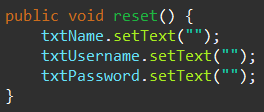 public void reset() {
    txtName.setText("");
    txtUsername.setText("");
    txtPassword.setText("");
}